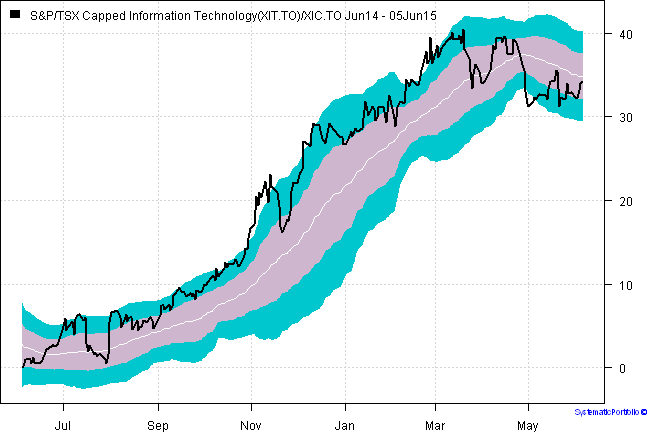 S&P/TSX Capped Information Technology(XIT.TO)/XIC.TO Jun14 - 05Jun15
40
30
20
10
0
Jul Sep Nov Jan Mar May
SystematicPortfolio ©